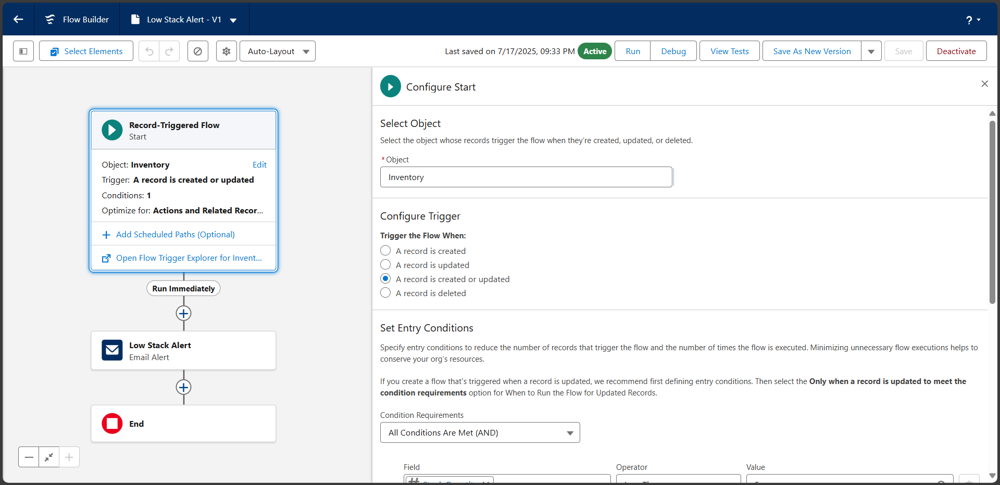 Flow Builder
Low Stack Alert - V1
?
Select Elements
Auto-Layout
Last saved on 7/17/2025, 09:33 PM
Active
Run
Debug
View Tests
Save As New Version
Save
Deactivate
Record-Triggered Flow
Start
Object: Inventory
Edit
Trigger: A record is created or updated
Conditions: 1
Optimize for: Actions and Related Recor...
Add Scheduled Paths (Optional)
Open Flow Trigger Explorer for Invent...
Run Immediately
Low Stack Alert
Email Alert
End
Configure Start
Select Object
Select the object whose records trigger the flow when they're created, updated, or deleted.
*Object
Inventory
Configure Trigger
Trigger the Flow When:
A record is created
A record is updated
A record is created or updated
A record is deleted
Set Entry Conditions
Specify entry conditions to reduce the number of records that trigger the flow and the number of times the flow is executed. Minimizing unnecessary flow executions helps to
conserve your org's resources.
If you create a flow that's triggered when a record is updated, we recommend first defining entry conditions. Then select the Only when a record is updated to meet the
condition requirements option for When to Run the Flow for Updated Records.
Condition Requirements
All Conditions Are Met (AND)
Field
Operator
Value